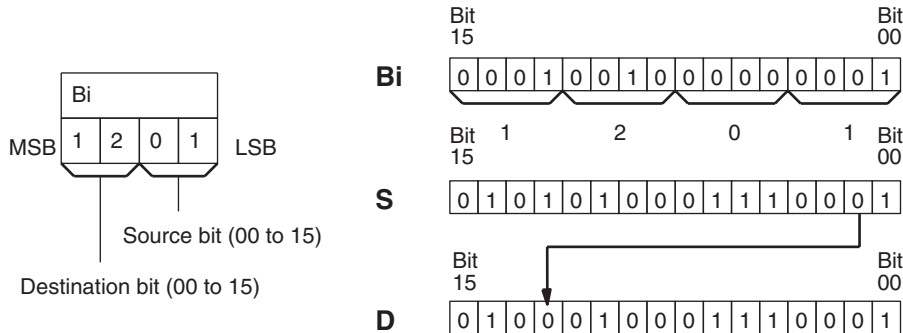 Bi
MSB 1 2 0 1 LSB
Source bit (00 to 15)
Destination bit (00 to 15)
Bit 15
Bit 00
Bi 0 0 0 1 0 0 1 0 0 0 0 0 0 0 0 1
1 2 0 1
Bit 15
Bit 00
S 0 1 0 1 0 1 0 0 0 1 1 1 0 0 0 1
Bit 15
Bit 00
D 0 1 0 0 0 1 0 0 0 1 1 1 0 0 0 1